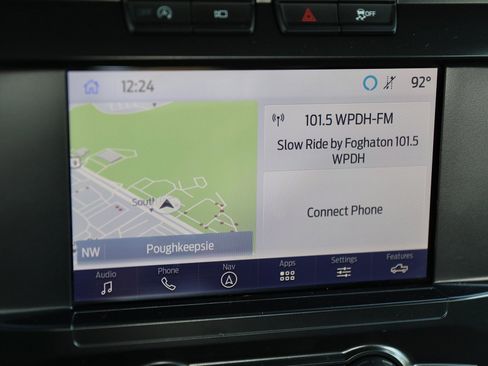 OFF
OFF
12:24
92°
101.5 WPDH-FM
Slow Ride by Foghaton 101.5
WPDH
South
Connect Phone
NW
Poughkeepsie
Audio
Phone
Nav
Apps
Settings
Features